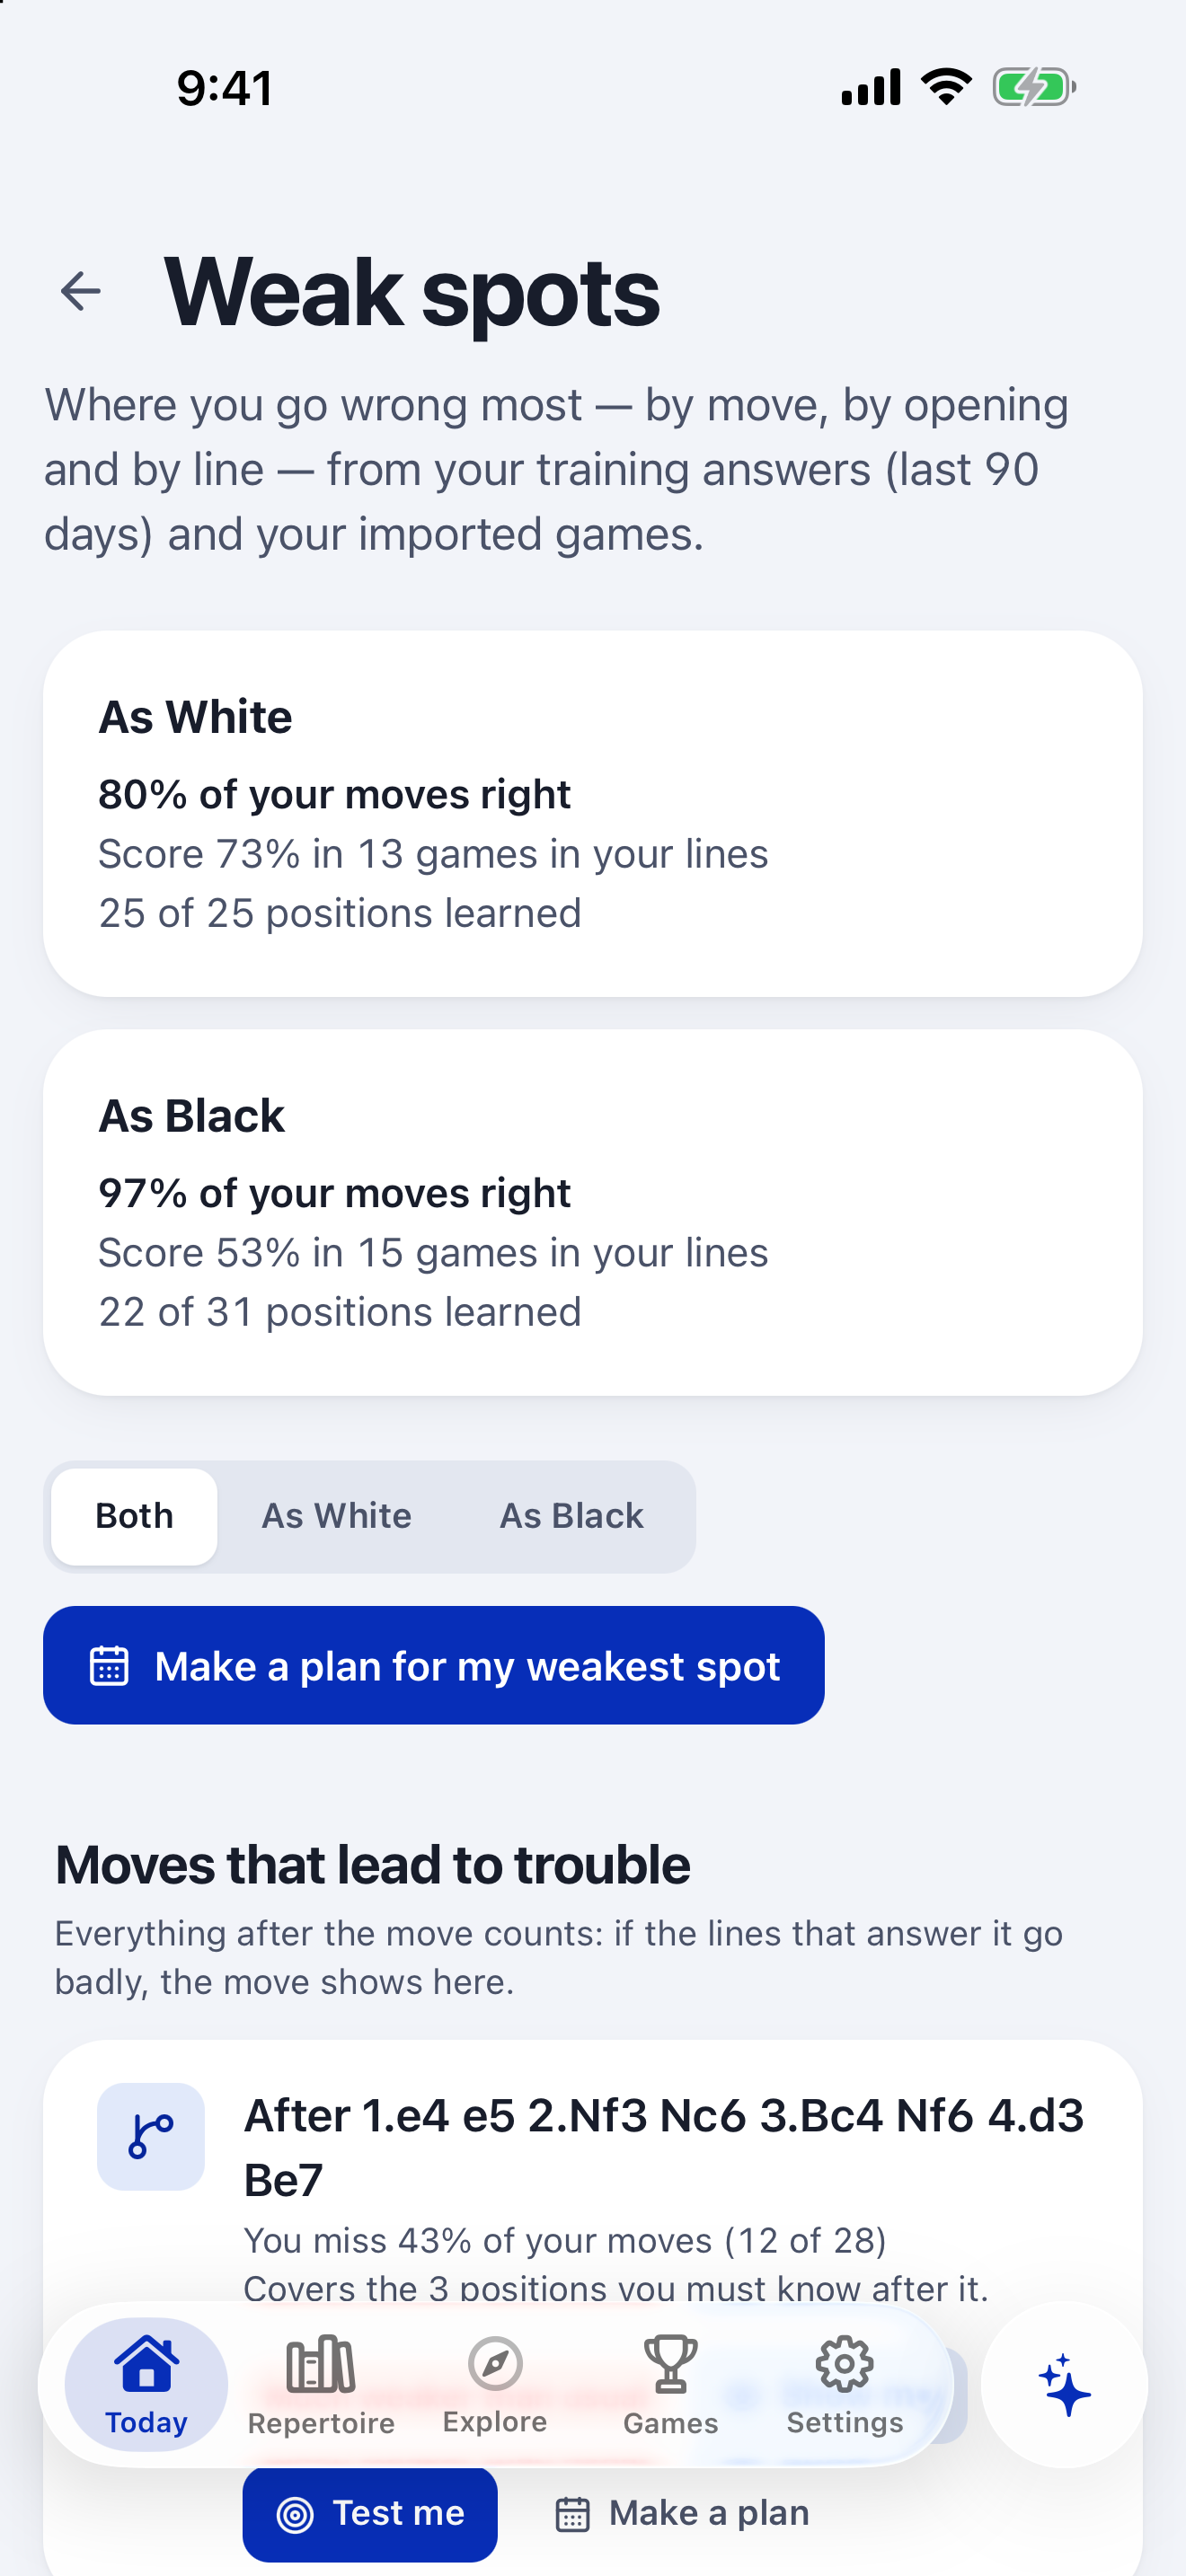 9:41
Weak spots
Where you go wrong most — by move, by opening
and by line — from your training answers (last 90
days) and your imported games.
As White
80% of your moves right
Score 73% in 13 games in your lines
25 of 25 positions learned
As Black
97% of your moves right
Score 53% in 15 games in your lines
22 of 31 positions learned
Both As White As Black
Make a plan for my weakest spot
Moves that lead to trouble
Everything after the move counts: if the lines that answer it go
badly, the move shows here.
After 1.e4 e5 2.Nf3 Nc6 3.Bc4 Nf6 4.d3
Be7
You miss 43% of your moves (12 of 28)
Covers the 3 positions you must know after it.
Today Repertoire Explore Games Settings
Test me Make a plan